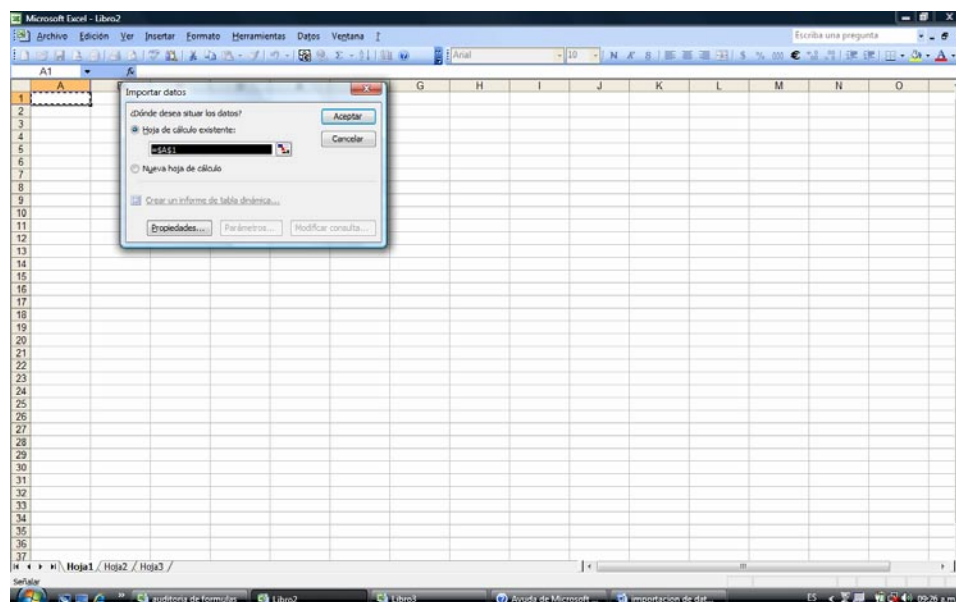 Microsoft Excel - Libro2
Archivo Edición Ver Insertar Formato Herramientas Datos Ventana ? Escriba una pregunta
Arial 10 N K S $ % 000 €
A1 fx
A G H I J K L M N O
Importar datos
¿Dónde desea situar los datos?
Hoja de cálculo existente:
=$A$1
Nueva hoja de cálculo
Crear un informe de tabla dinámica...
Aceptar
Cancelar
Propiedades... Parámetros... Modificar consulta...
1
2
3
4
5
6
7
8
9
10
11
12
13
14
15
16
17
18
19
20
21
22
23
24
25
26
27
28
29
30
31
32
33
34
35
36
37
Hoja1 / Hoja2 / Hoja3 /
Señalar
auditoria de formulas Libro2 Libro3 Ayuda de Microsoft ... importacion de dat... ES 09:26 a.m.